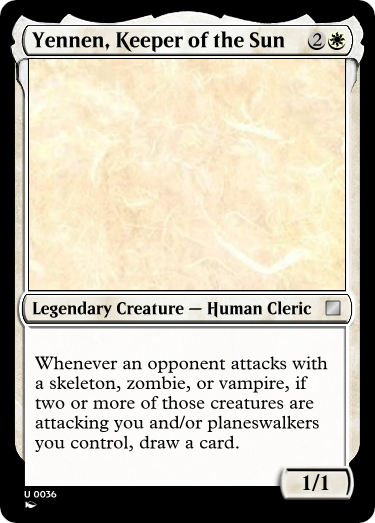 Yennen, Keeper of the Sun 2
Legendary Creature — Human Cleric
Whenever an opponent attacks with
a skeleton, zombie, or vampire, if
two or more of those creatures are
attacking you and/or planeswalkers
you control, draw a card.
1/1
U 0036